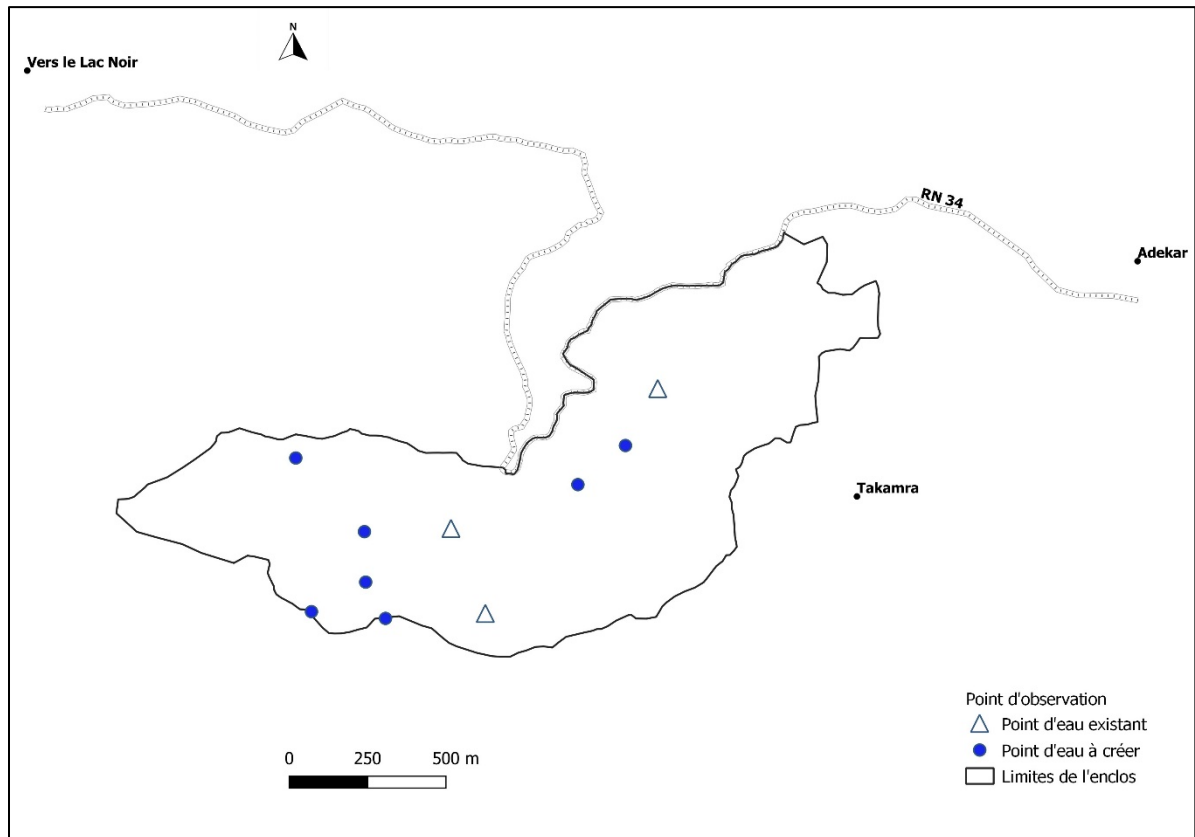 N
Vers le Lac Noir
RN 34
Adekar
Takamra
Point d'observation
Point d'eau existant
Point d'eau à créer
Limites de l'enclos
0 250 500 m